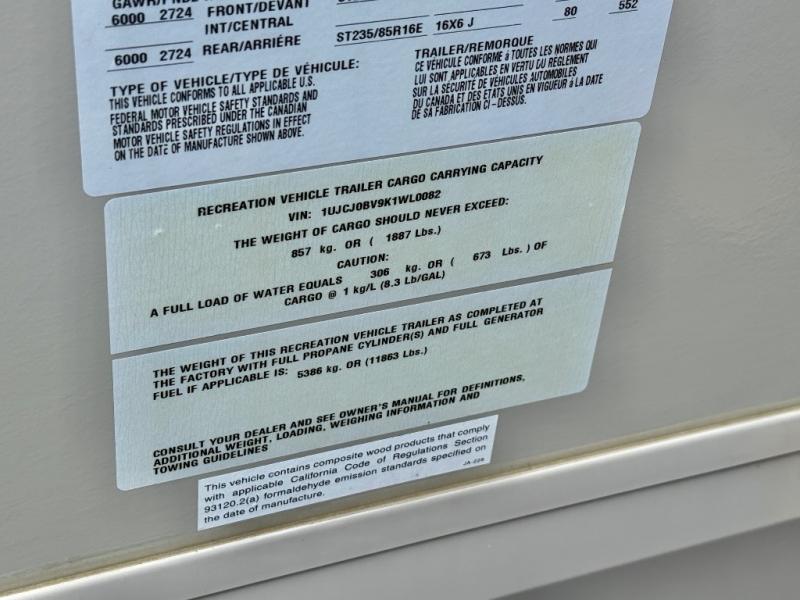 6000 2724 FRONT/DEVANT
INT/CENTRAL
6000 2724 REAR/ARRIÉRE
ST235/85R16E 16X6 J
80 552
TYPE OF VEHICLE/TYPE DE VÉHICULE:
THIS VEHICLE CONFORMS TO ALL APPLICABLE U.S.
FEDERAL MOTOR VEHICLE SAFETY STANDARDS AND
STANDARDS PRESCRIBED UNDER THE CANADIAN
MOTOR VEHICLE SAFETY REGULATIONS IN EFFECT
ON THE DATE OF MANUFACTURE SHOWN ABOVE.
TRAILER/REMORQUE
CE VÉHICULE CONFORME à TOUTES LES NORMES QUI
LUI SONT APPLICABLES EN VERTU DU RÈGLEMENT
SUR LA SÉCURITÉ DE VÉHICULES AUTOMOBILES
DU CANADA ET DES ETATS UNIS EN VIGUEUR à LA DATE
DE SA FABRICATION CI-DESSUS.
RECREATION VEHICLE TRAILER CARGO CARRYING CAPACITY
VIN: 1UJCJ0BV9K1WL0082
THE WEIGHT OF CARGO SHOULD NEVER EXCEED:
857 kg. OR ( 1887 Lbs.)
CAUTION:
A FULL LOAD OF WATER EQUALS 306 kg. OR ( 673 Lbs. ) OF
CARGO @ 1 kg/L (8.3 Lb/GAL)
THE WEIGHT OF THIS RECREATION VEHICLE TRAILER AS COMPLETED AT
THE FACTORY WITH FULL PROPANE CYLINDER(S) AND FULL GENERATOR
FUEL IF APPLICABLE IS: 5386 kg. OR (11863 Lbs.)
CONSULT YOUR DEALER AND SEE OWNER'S MANUAL FOR DEFINITIONS,
ADDITIONAL WEIGHT, LOADING, WEIGHING INFORMATION AND
TOWING GUIDELINES
This vehicle contains composite wood products that comply
with applicable California Code of Regulations Section
93120.2(a) formaldehyde emission standards specified on
the date of manufacture.